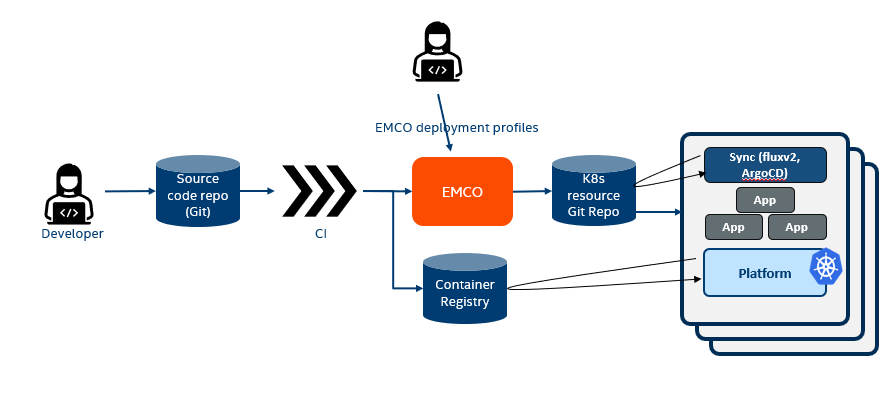 </>
EMCO deployment profiles
</>
Developer
Source
code repo
(Git)
CI
EMCO
K8s
resource
Git Repo
Container
Registry
Sync (fluxv2,
ArgoCD)
App
App
App
Platform